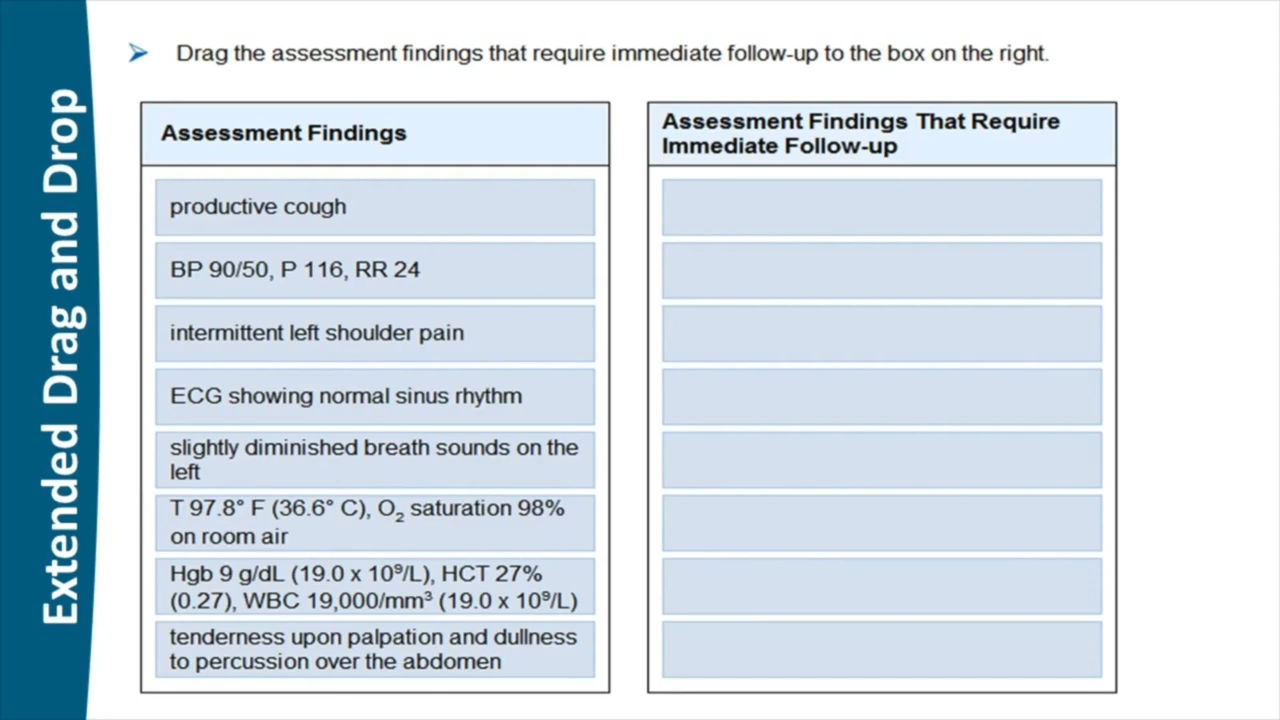 Extended Drag and Drop
➢ Drag the assessment findings that require immediate follow-up to the box on the right.
Assessment Findings
productive cough
BP 90/50, P 116, RR 24
intermittent left shoulder pain
ECG showing normal sinus rhythm
slightly diminished breath sounds on the
left
T 97.8° F (36.6° C), O₂ saturation 98%
on room air
Hgb 9 g/dL (19.0 x 10⁹/L), HCT 27%
(0.27), WBC 19,000/mm³ (19.0 x 10⁹/L)
tenderness upon palpation and dullness
to percussion over the abdomen
Assessment Findings That Require
Immediate Follow-up